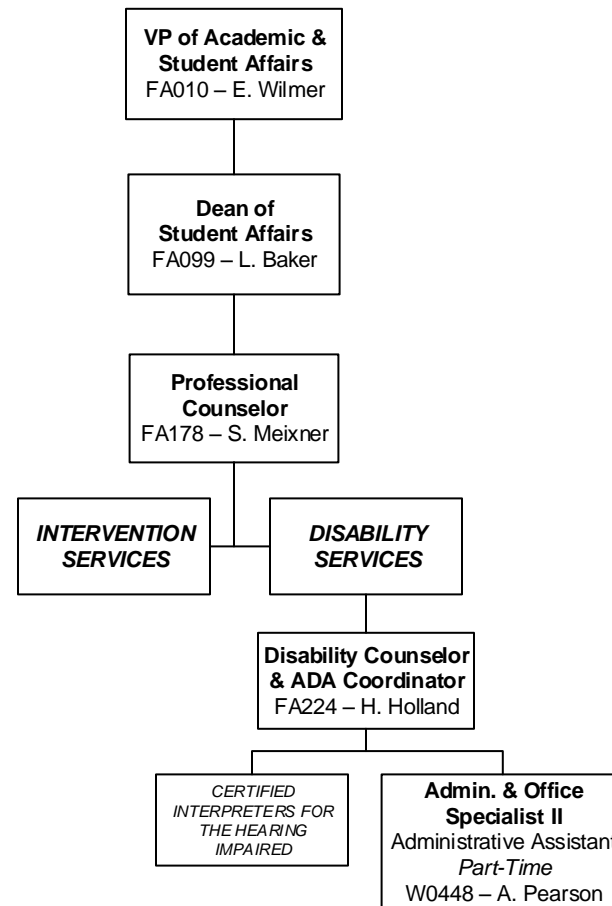 VP of Academic &
Student Affairs
FA010 – E. Wilmer
Dean of
Student Affairs
FA099 – L. Baker
Professional
Counselor
FA178 – S. Meixner
INTERVENTION
SERVICES
DISABILITY
SERVICES
Disability Counselor
& ADA Coordinator
FA224 – H. Holland
CERTIFIED
INTERPRETERS FOR
THE HEARING
IMPAIRED
Admin. & Office
Specialist II
Administrative Assistant
Part-Time
W0448 – A. Pearson